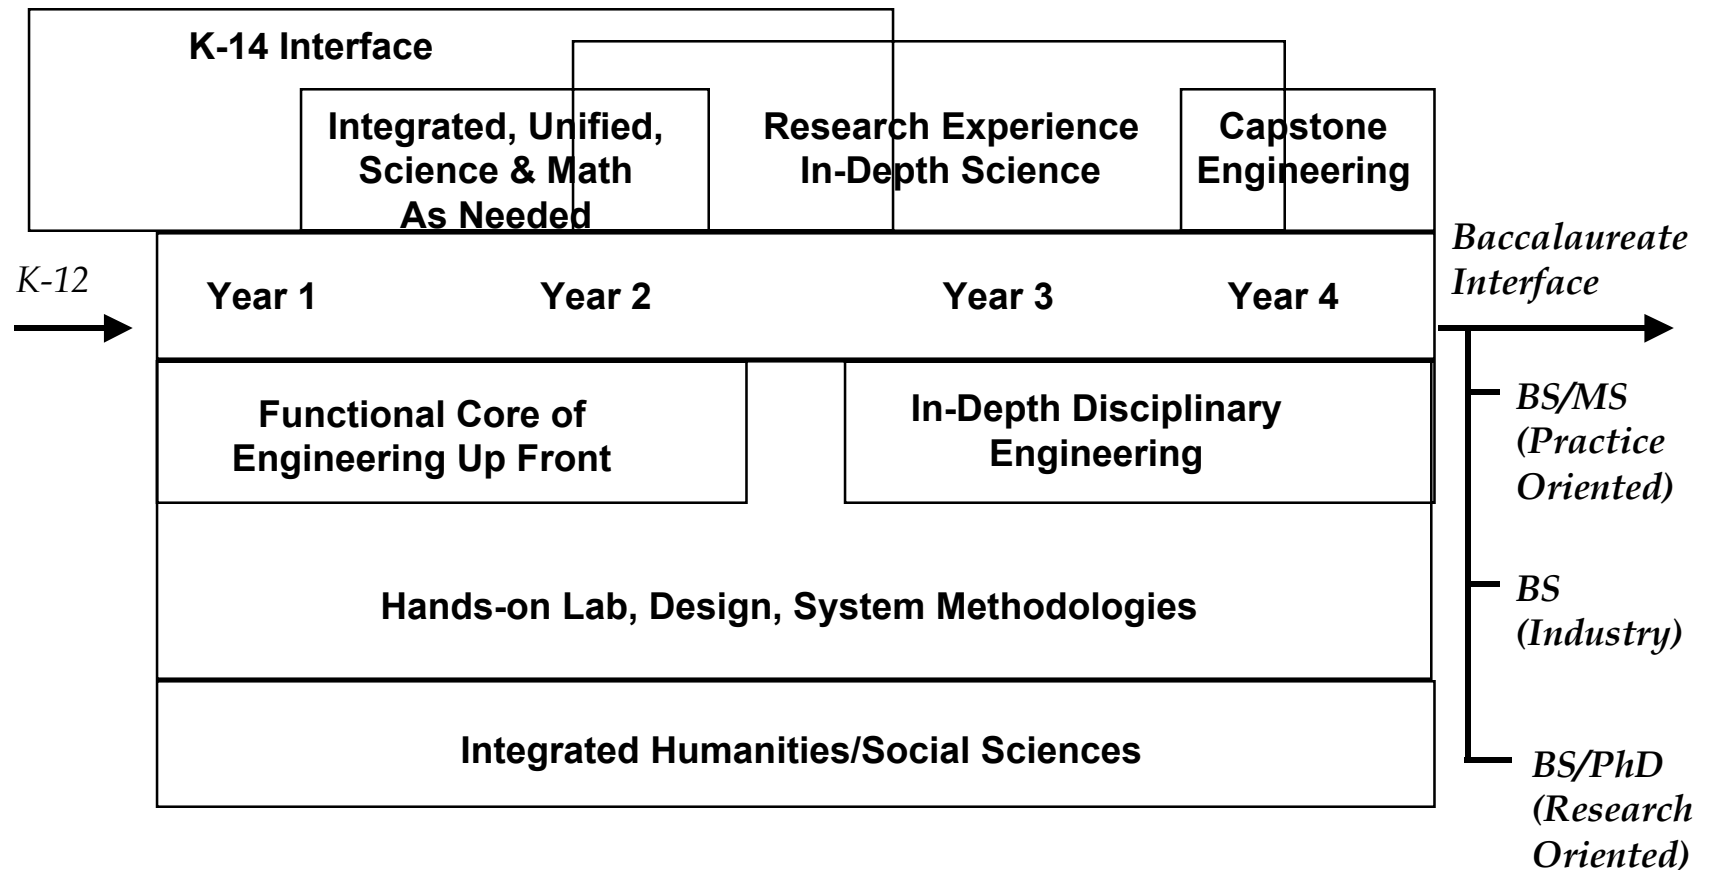 K-14 Interface
Integrated, Unified,
Science & Math
As Needed
Research Experience
In-Depth Science
Capstone
Engineering
K-12
Year 1
Year 2
Year 3
Year 4
Baccalaureate
Interface
Functional Core of
Engineering Up Front
In-Depth Disciplinary
Engineering
BS/MS
(Practice
Oriented)
Hands-on Lab, Design, System Methodologies
BS
(Industry)
Integrated Humanities/Social Sciences
BS/PhD
(Research
Oriented)